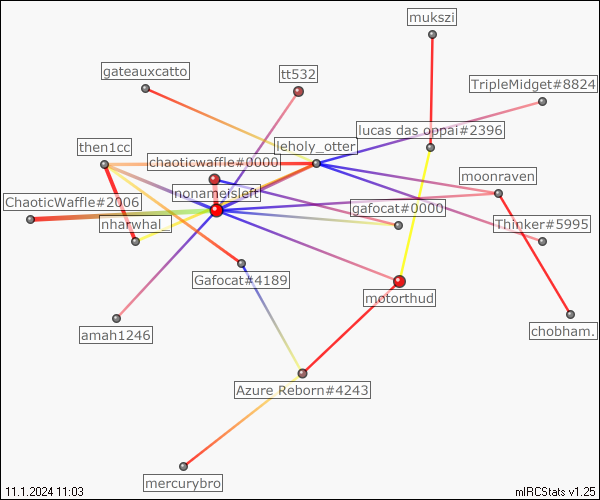 mukszi
gateauxcatto
tt532
TripleMidget#8824
lucas das oppai#2396
then1cc
leholy_otter
chaoticwaffle#0000
moonraven
nonameisleft
ChaoticWaffle#2006
gafocat#0000
nharwhal_
Thinker#5995
Gafocat#4189
motorthud
amah1246
chobham.
Azure Reborn#4243
mercurybro
11.1.2024 11:03
mIRCStats v1.25